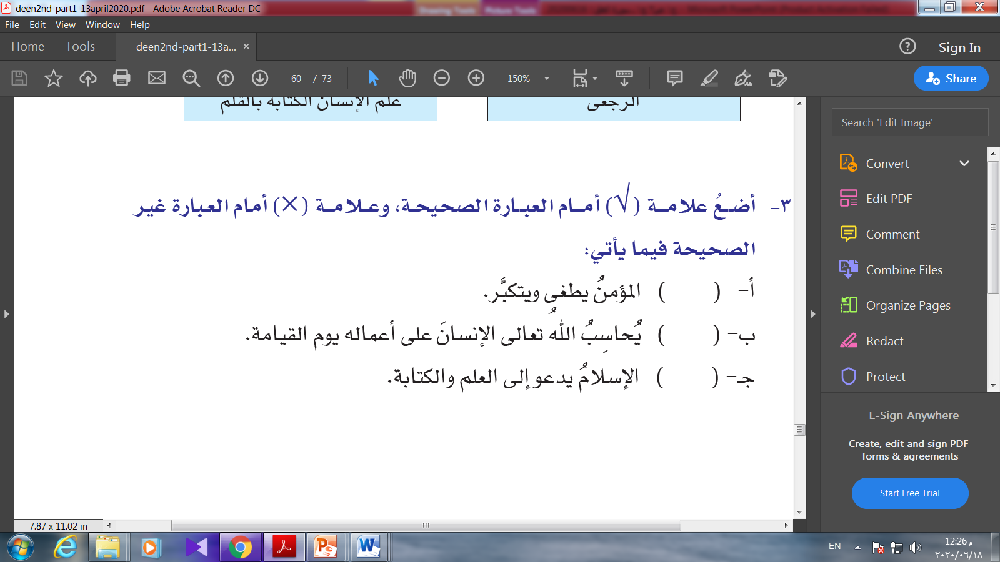 deen2nd-part1-13april2020.pdf - Adobe Acrobat Reader DC
File Edit View Window Help
Home Tools deen2nd-part1-13a... × Sign In
60 / 73 150% Share
الرجعى علم الإنسان الكتابة بالقلم
٣- أضعُ علامة (√) أمام العبارة الصحيحة، وعلامة (×) أمام العبارة غير
الصحيحة فيما يأتي:
أ- ( ) المؤمنُ يطغى ويتكبَّر.
ب- ( ) يُحاسِبُ اللهُ تعالى الإنسانَ على أعماله يوم القيامة.
جـ- ( ) الإسلامُ يدعو إلى العلم والكتابة.
Search 'Edit Image'
Convert
Edit PDF
Comment
Combine Files
Organize Pages
Redact
Protect
E-Sign Anywhere
Create, edit and sign PDF
forms & agreements
Start Free Trial
7.87 x 11.02 in
EN 12:26 م
٢٠٢٠/٠٦/١٨